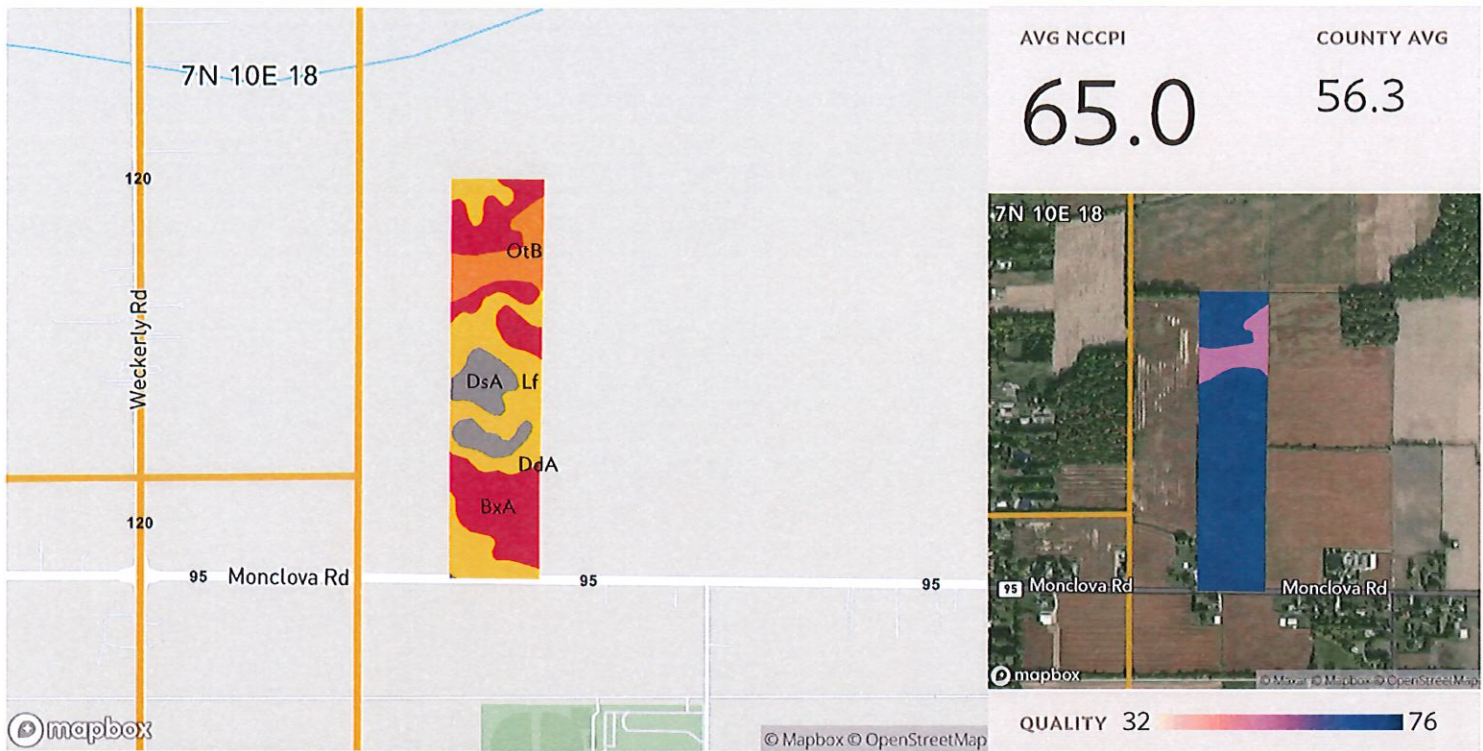 7N 10E 18
120
Weckerly Rd
OtB
DsA Lf
DdA
BxA
120
95 Monclova Rd
95
95
mapbox
© Mapbox © OpenStreetMap
AVG NCCPI
COUNTY AVG
65.0
56.3
7N 10E 18
95 Monclova Rd
Monclova Rd
mapbox
© Maxar © Mapbox © OpenStreetMap
QUALITY 32
76